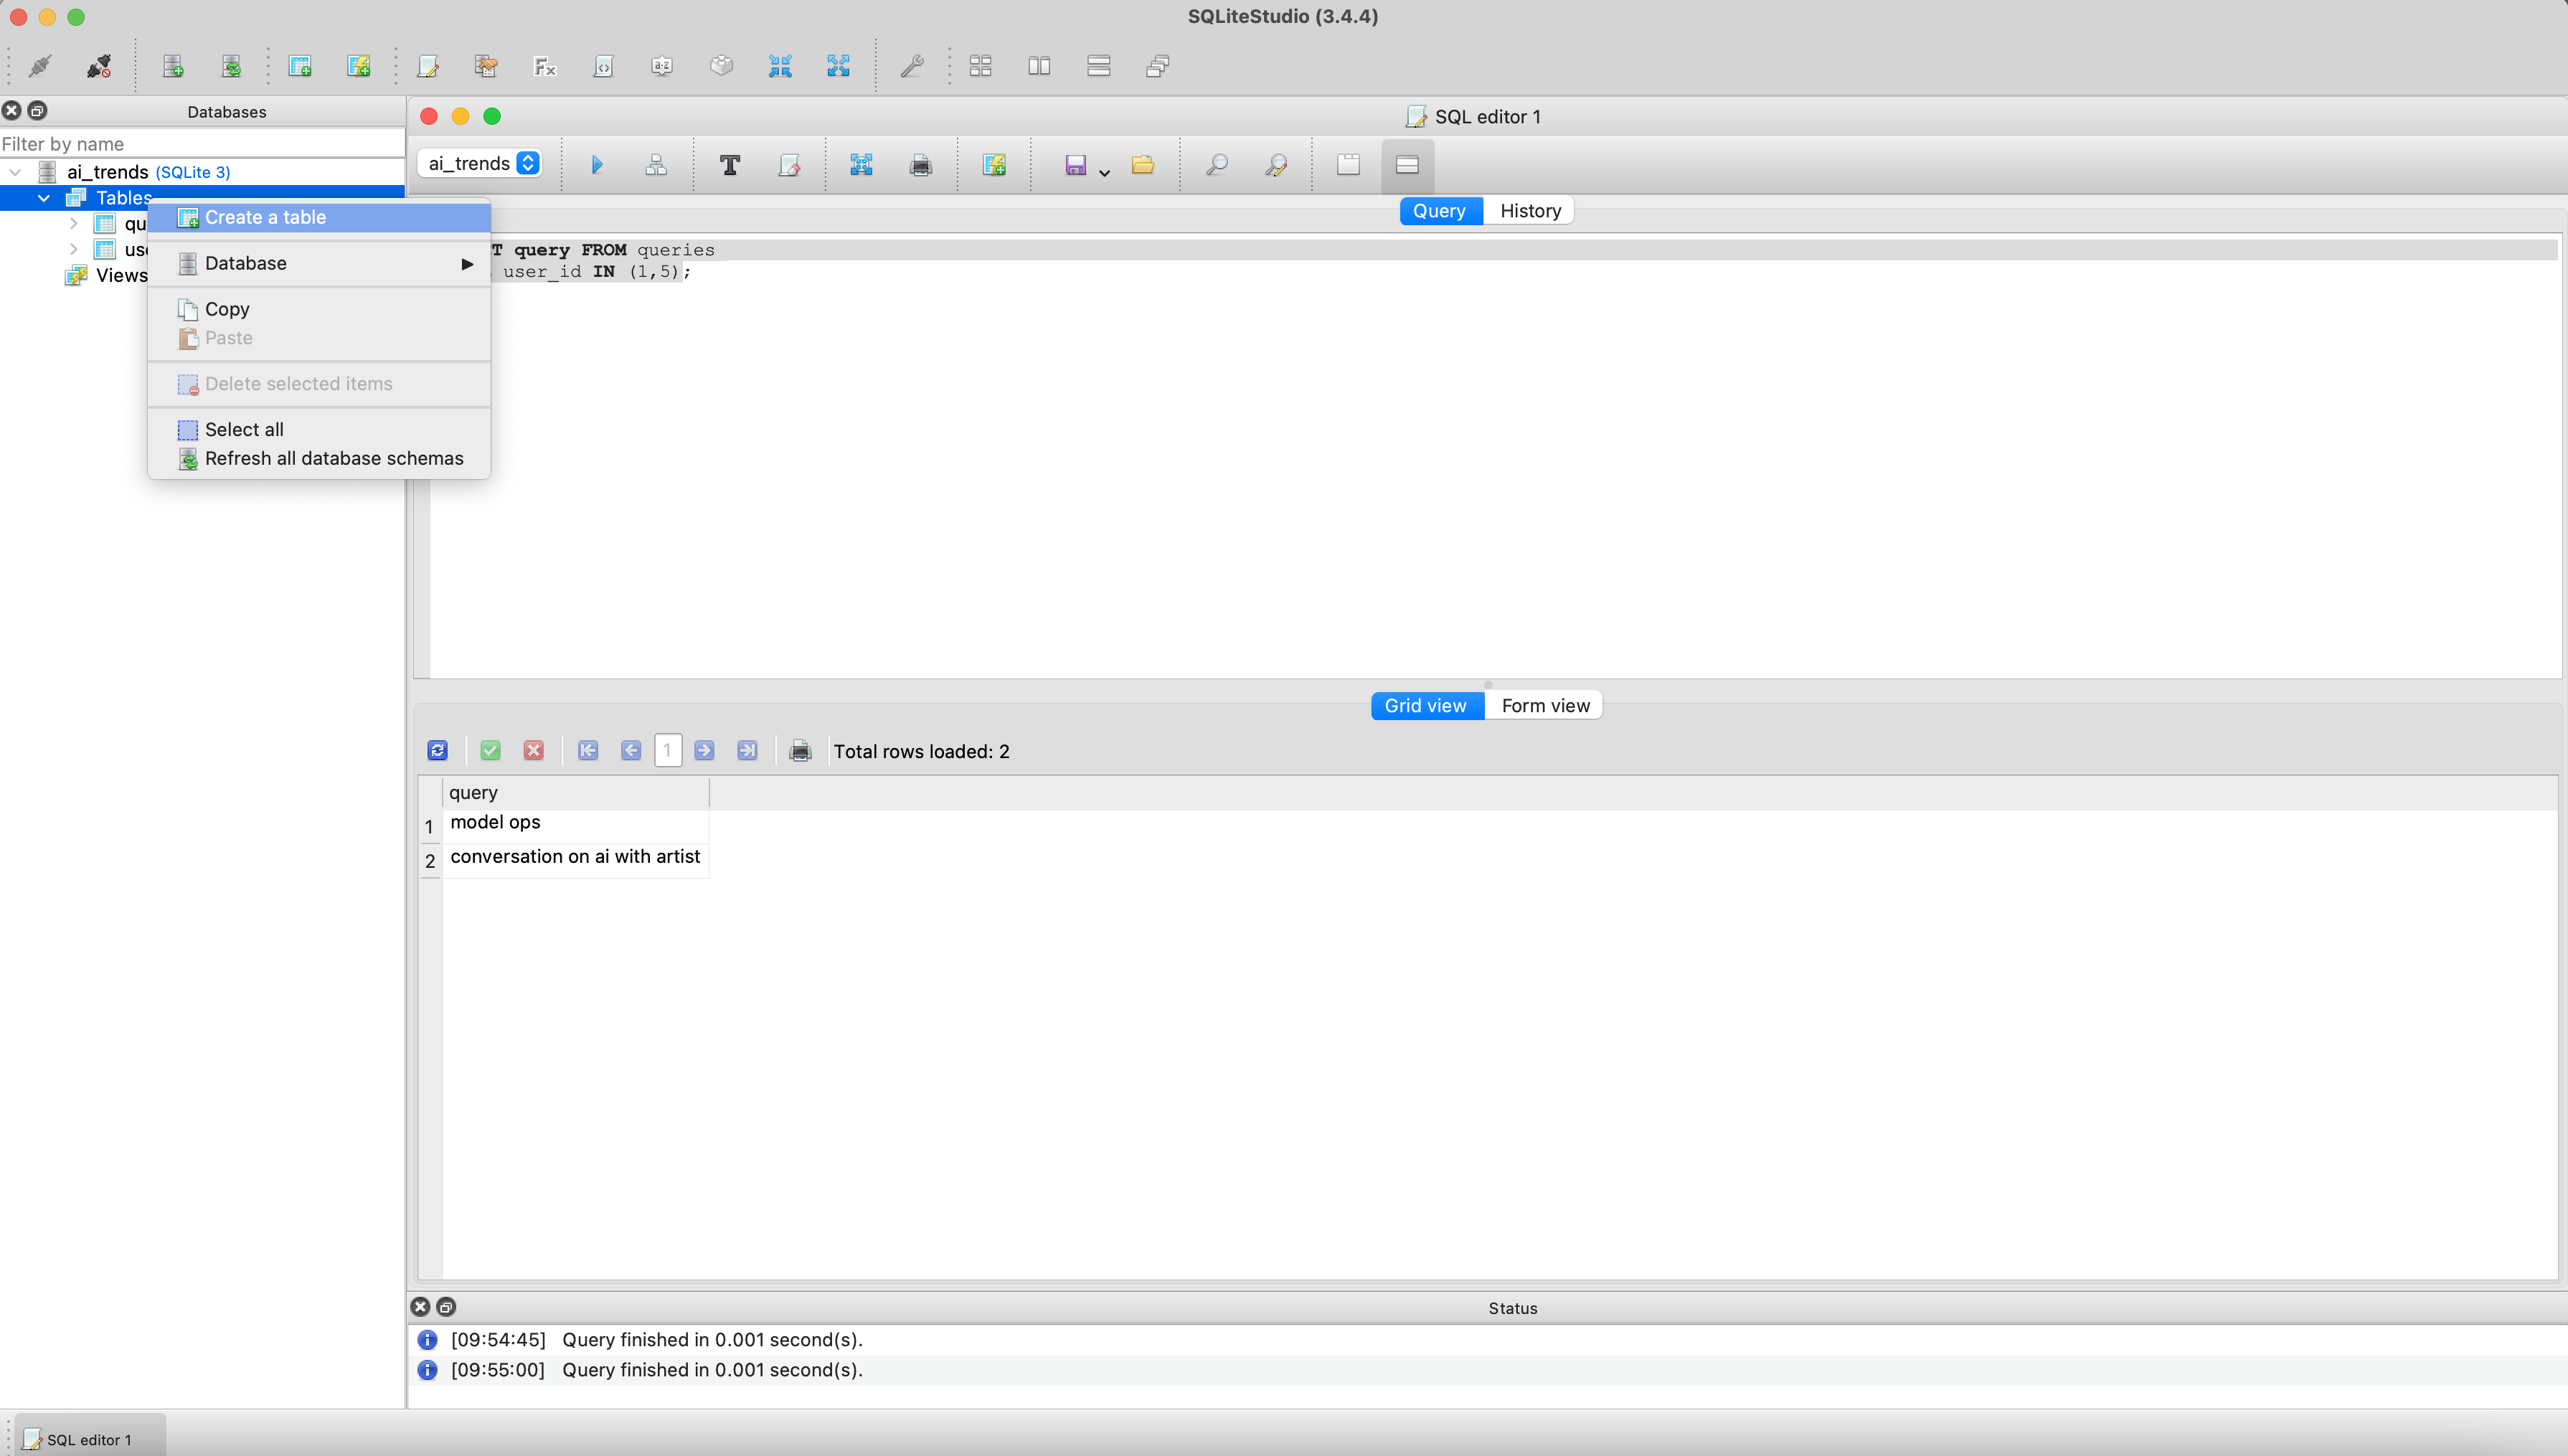 SQLiteStudio (3.4.4)
Databases
Filter by name
ai_trends (SQLite 3)
Tables
Views
Create a table
Database
Copy
Paste
Delete selected items
Select all
Refresh all database schemas
SQL editor 1
ai_trends
Query History
T query FROM queries
user_id IN (1,5);
Grid view Form view
1 Total rows loaded: 2
query
1 model ops
2 conversation on ai with artist
Status
[09:54:45] Query finished in 0.001 second(s).
[09:55:00] Query finished in 0.001 second(s).
SQL editor 1